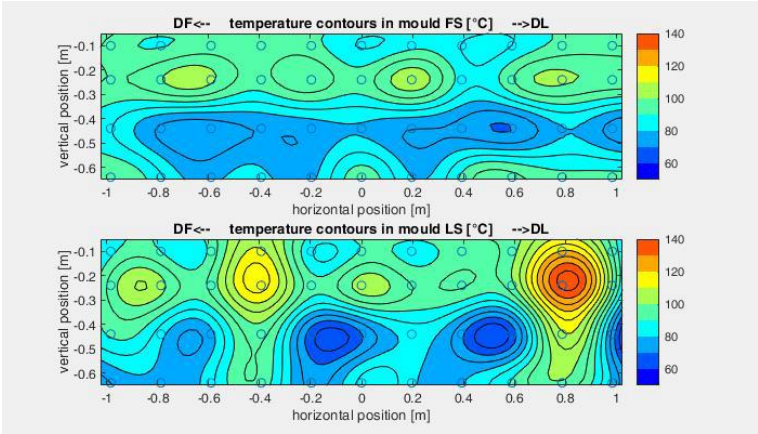 DF<-- temperature contours in mould FS [°C] -->DL
-0.1
-0.2
-0.3
-0.4
-0.5
-0.6
vertical position [m]
-1 -0.8 -0.6 -0.4 -0.2 0 0.2 0.4 0.6 0.8 1
horizontal position [m]
140
120
100
80
60
DF<-- temperature contours in mould LS [°C] -->DL
-0.1
-0.2
-0.3
-0.4
-0.5
-0.6
vertical position [m]
-1 -0.8 -0.6 -0.4 -0.2 0 0.2 0.4 0.6 0.8 1
horizontal position [m]
140
120
100
80
60